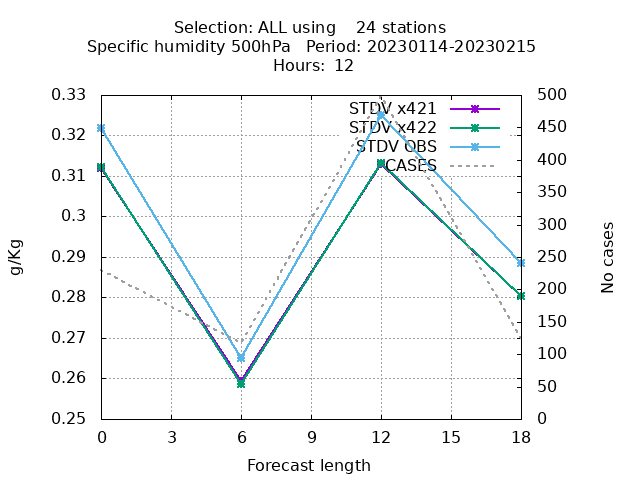 Selection: ALL using    24 stations
Specific humidity 500hPa   Period: 20230114-20230215
Hours:  12
STDV x421
STDV x422
STDV OBS
CASES
g/Kg
0.33
0.32
0.31
0.3
0.29
0.28
0.27
0.26
0.25
500
450
400
350
300
250
200
150
100
50
0
No cases
0 3 6 9 12 15 18
Forecast length